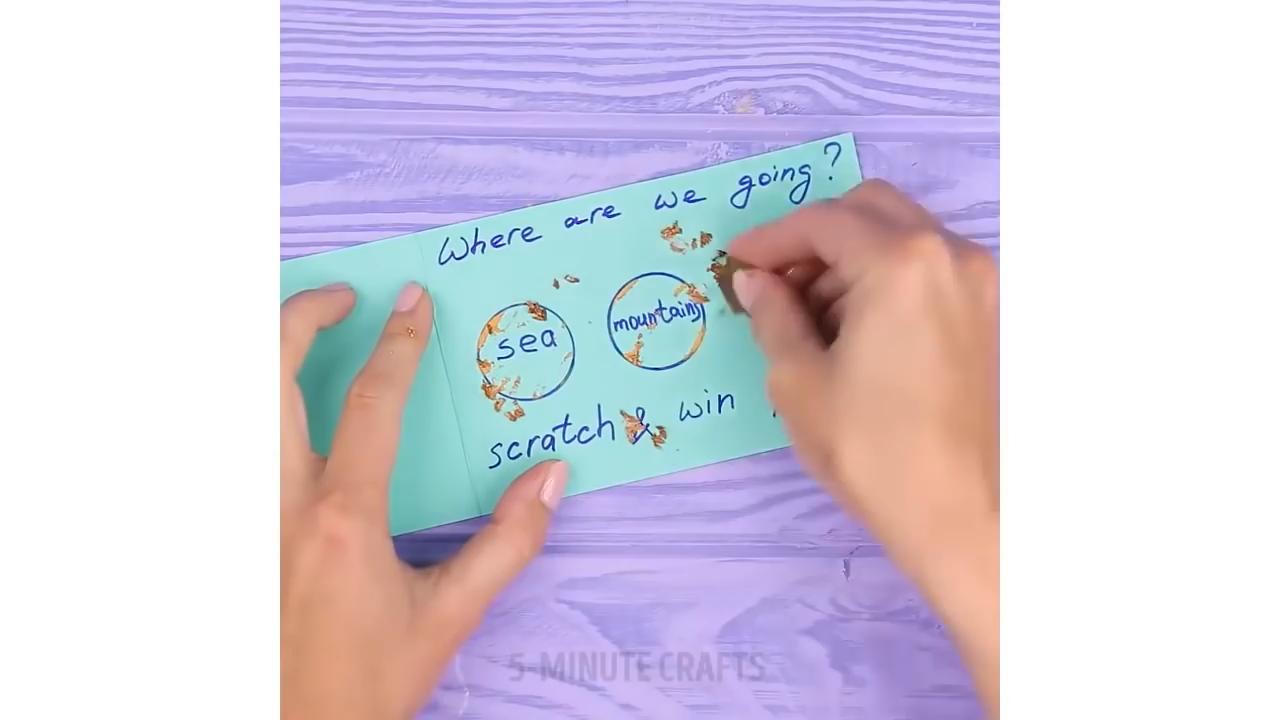 Where are we going?
sea
mountains
scratch & win
5-MINUTE CRAFTS